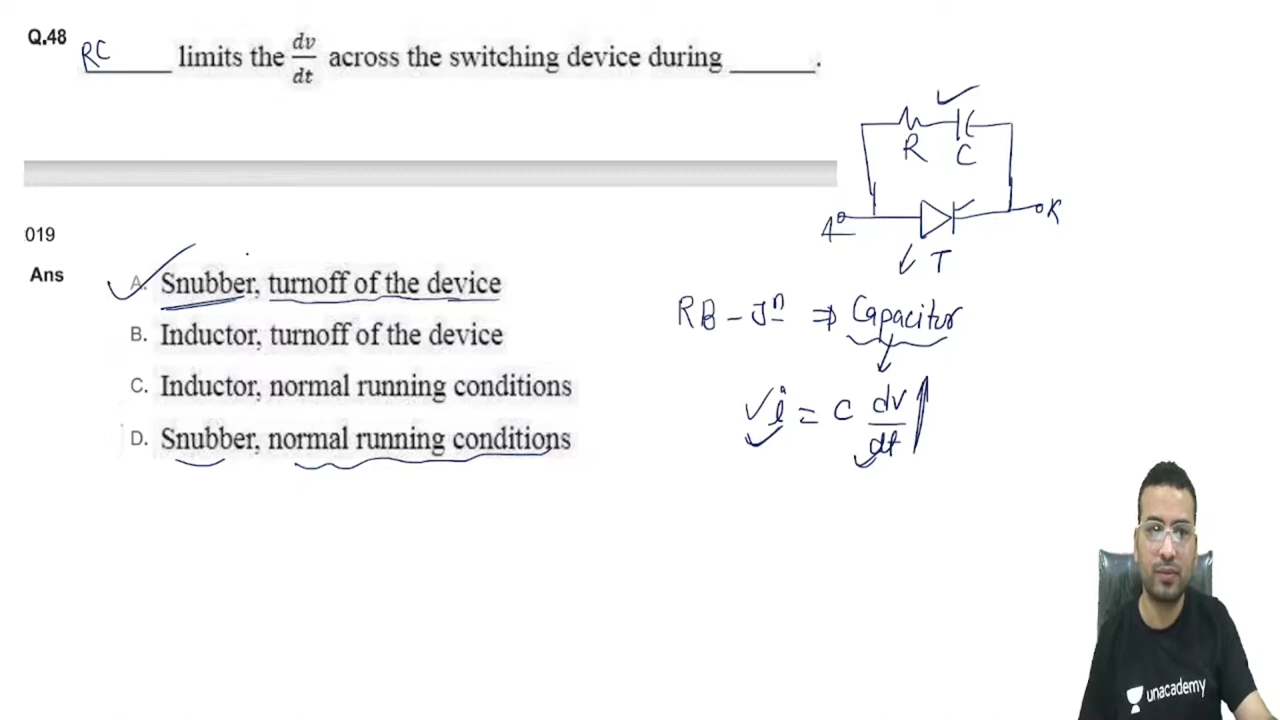 Q.48
RC limits the dv/dt across the switching device during ______.
R C
A K
T
019
Ans
A. Snubber, turnoff of the device
B. Inductor, turnoff of the device
C. Inductor, normal running conditions
D. Snubber, normal running conditions
RB - Jn ⇒ Capacitor
i = C dv/dt
unacademy